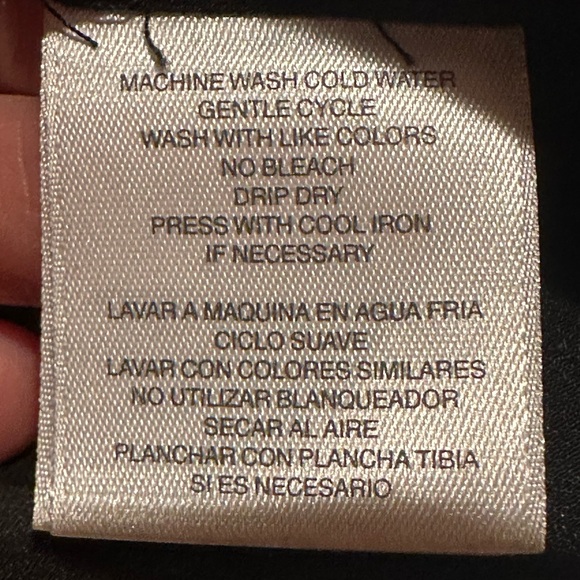 MACHINE WASH COLD WATER
GENTLE CYCLE
WASH WITH LIKE COLORS
NO BLEACH
DRIP DRY
PRESS WITH COOL IRON
IF NECESSARY
LAVAR A MAQUINA EN AGUA FRIA
CICLO SUAVE
LAVAR CON COLORES SIMILARES
NO UTILIZAR BLANQUEADOR
SECAR AL AIRE
PLANCHAR CON PLANCHA TIBIA
SI ES NECESARIO